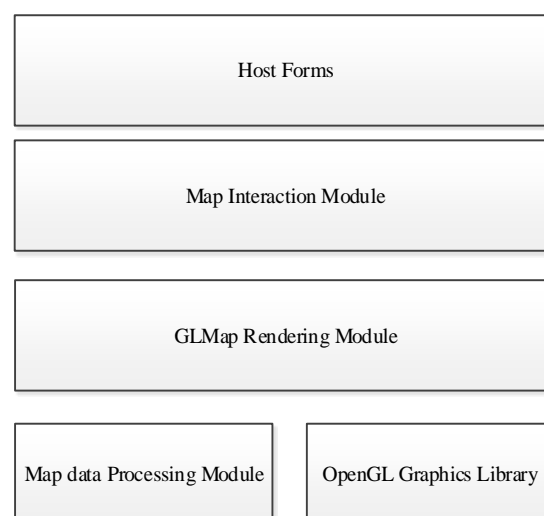 Host Forms
Map Interaction Module
GLMap Rendering Module
Map data Processing Module
OpenGL Graphics Library